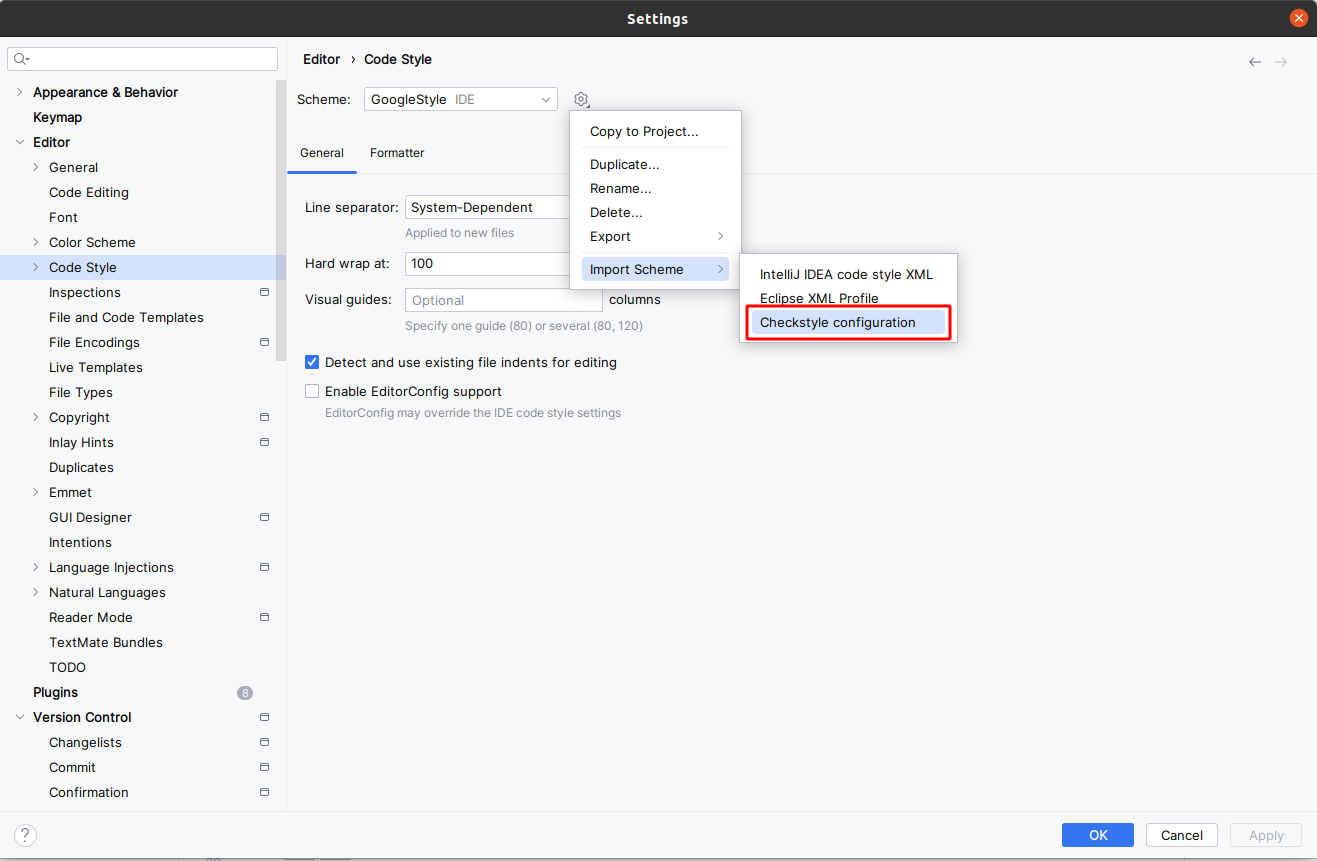 Settings
Editor › Code Style
Scheme: GoogleStyle IDE
General Formatter
Line separator: System-Dependent
Applied to new files
Hard wrap at: 100
Visual guides: Optional columns
Specify one guide (80) or several (80, 120)
Detect and use existing file indents for editing
Enable EditorConfig support
EditorConfig may override the IDE code style settings
Copy to Project...
Duplicate...
Rename...
Delete...
Export
Import Scheme
IntelliJ IDEA code style XML
Eclipse XML Profile
Checkstyle configuration
Appearance & Behavior
Keymap
Editor
General
Code Editing
Font
Color Scheme
Code Style
Inspections
File and Code Templates
File Encodings
Live Templates
File Types
Copyright
Inlay Hints
Duplicates
Emmet
GUI Designer
Intentions
Language Injections
Natural Languages
Reader Mode
TextMate Bundles
TODO
Plugins 8
Version Control
Changelists
Commit
Confirmation
?
OK Cancel Apply